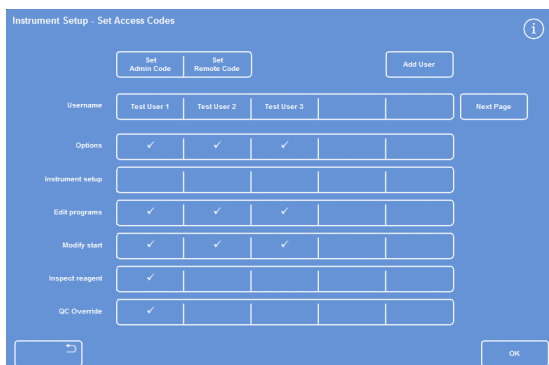 Instrument Setup - Set Access Codes
i
Set Set
Admin Code Remote Code
Add User
Username Test User 1 Test User 2 Test User 3 Next Page
Options ✓ ✓ ✓
Instrument setup
Edit programs ✓ ✓ ✓
Modify start ✓ ✓ ✓
Inspect reagent ✓
QC Override ✓
OK